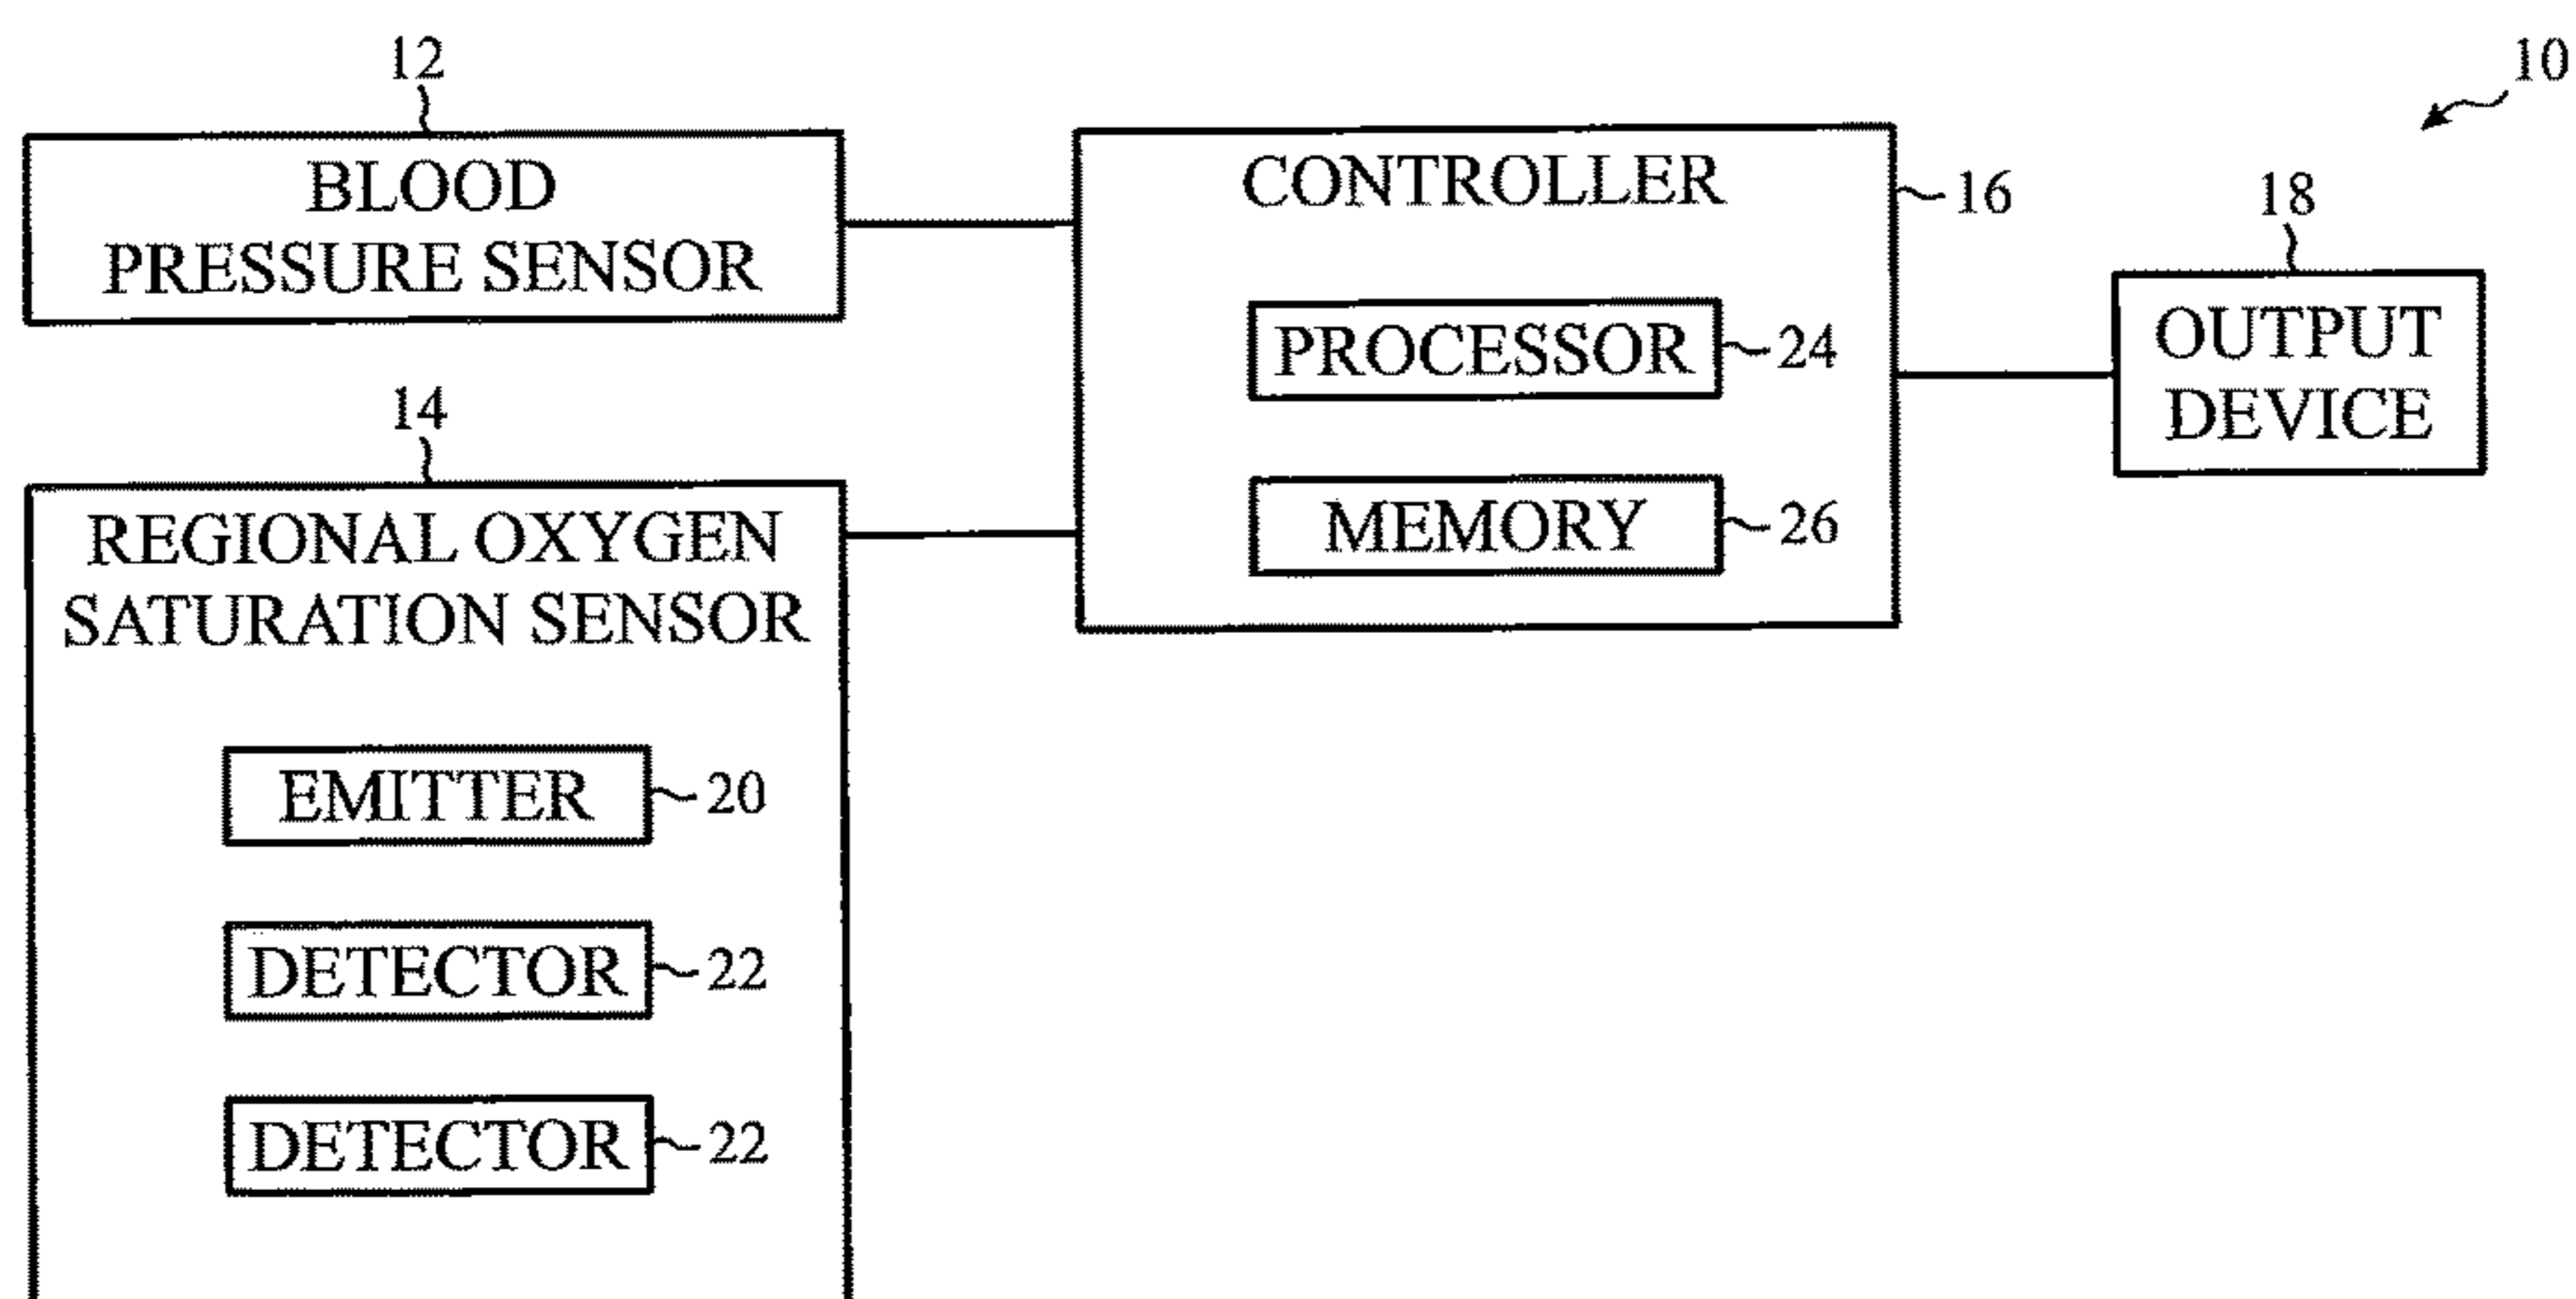 10
12
BLOOD
PRESSURE SENSOR
CONTROLLER
16
PROCESSOR
24
MEMORY
26
18
OUTPUT
DEVICE
14
REGIONAL OXYGEN
SATURATION SENSOR
EMITTER
20
DETECTOR
22
DETECTOR
22